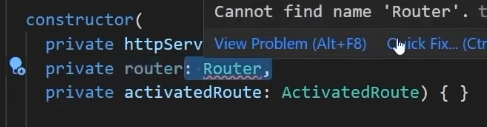 Cannot find name 'Router'. t
constructor(
private httpServ
View Problem (Alt+F8) Quick Fix... (Ctr
private router: Router,
private activatedRoute: ActivatedRoute) { }